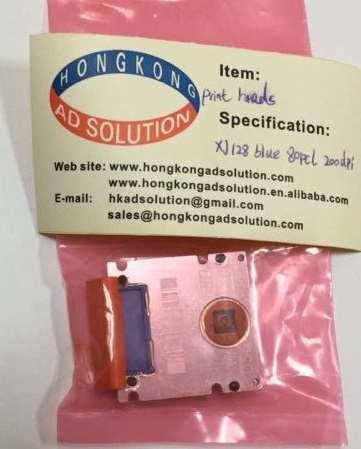 HONGKONG
AD SOLUTION
Item:
print heads
Specification:
XJ128 blue 80pcl 200dpi
Web site: www.hongkongadsolution.com
www.hongkongadsolution.en.alibaba.com
E-mail: hkadsolution@gmail.com
sales@hongkongadsolution.com